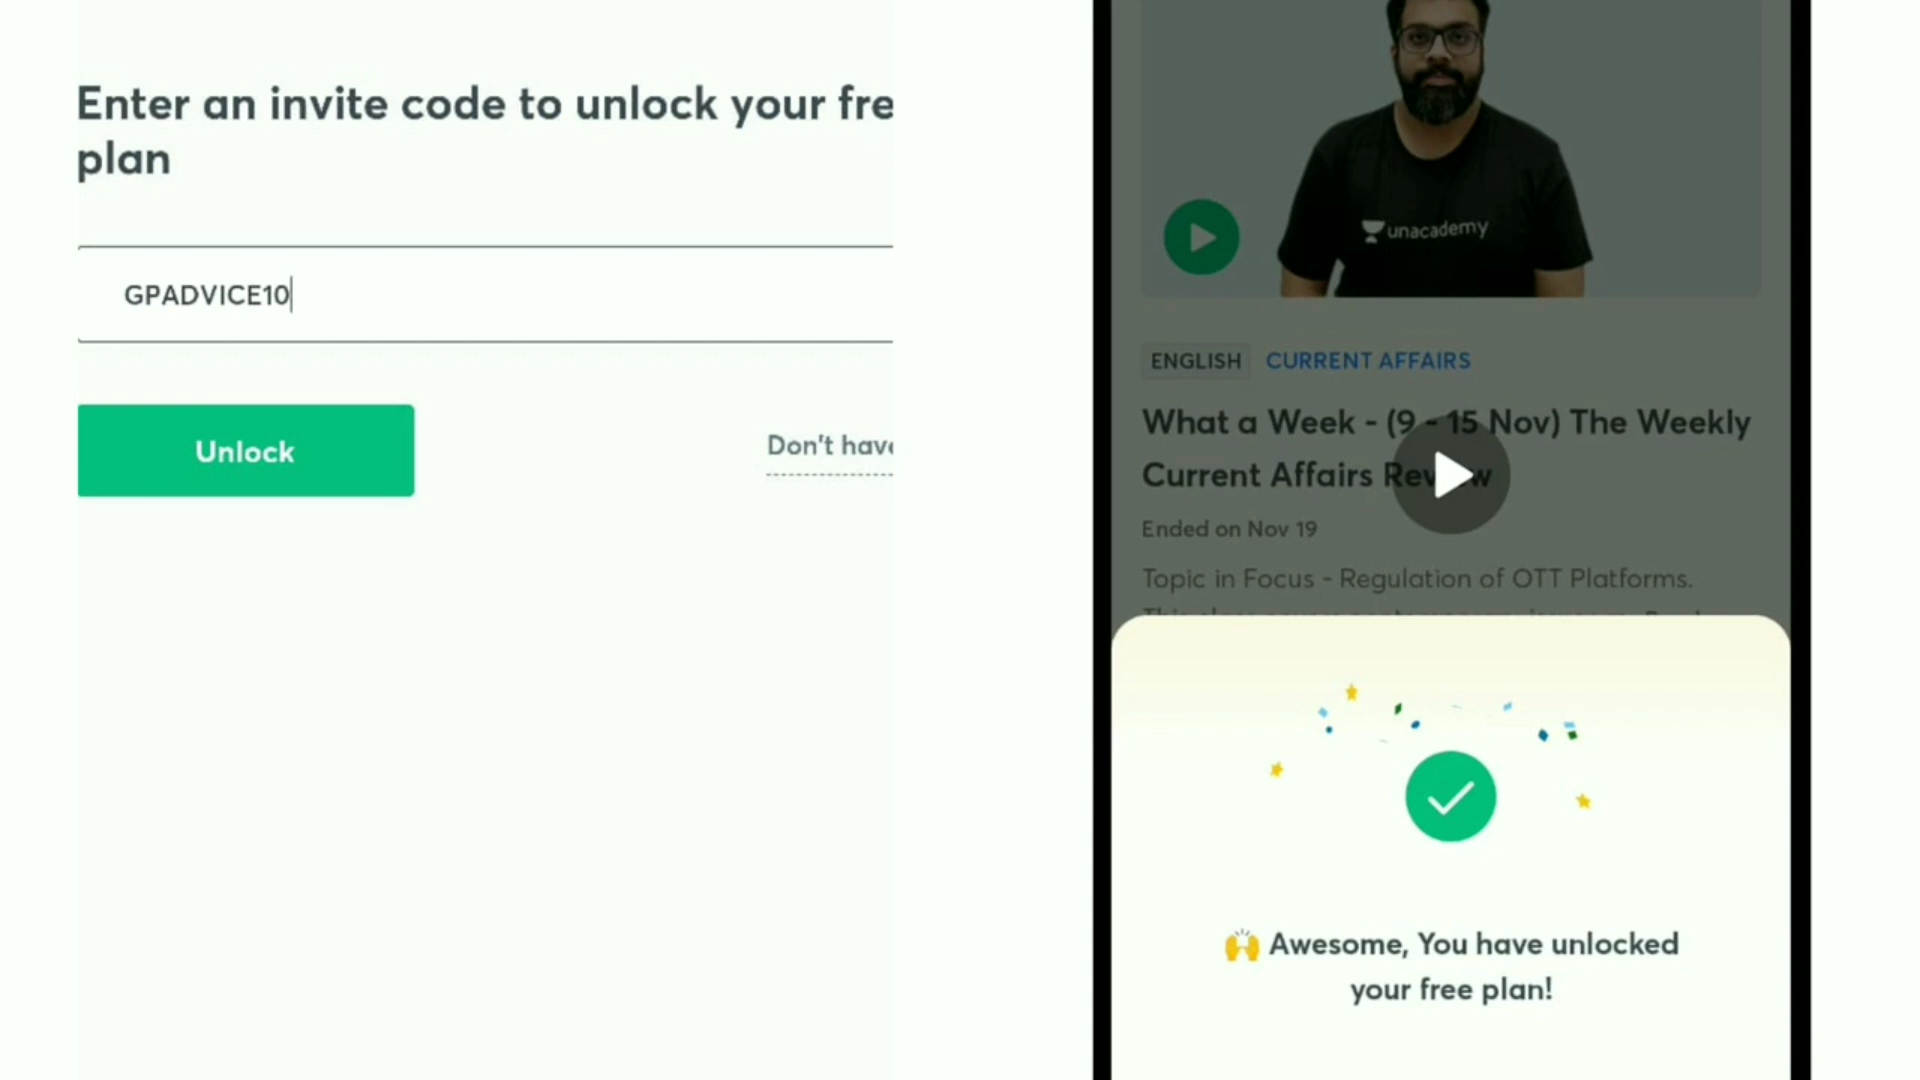 Enter an invite code to unlock your fre
plan
GPADVICE10
Unlock
Don't have
unacademy
ENGLISH CURRENT AFFAIRS
What a Week - (9 - 15 Nov) The Weekly
Current Affairs Review
Ended on Nov 19
Topic in Focus - Regulation of OTT Platforms.
🙌 Awesome, You have unlocked
your free plan!